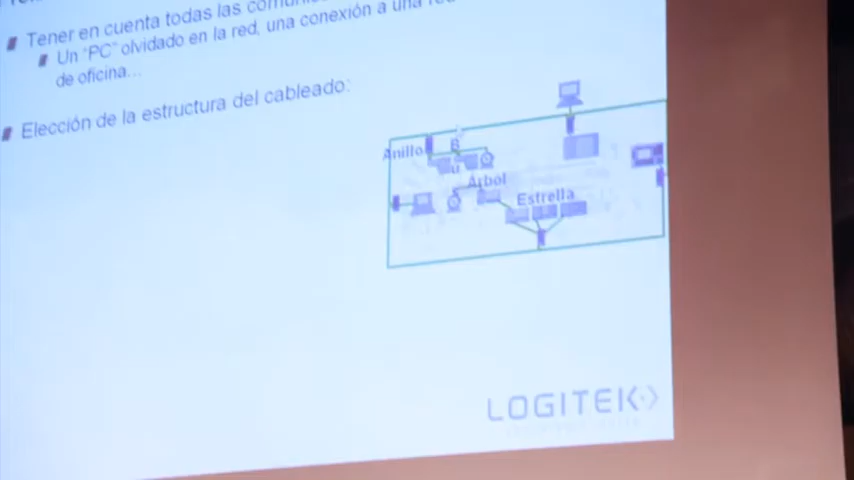 Tener en cuenta todas las
Un "PC" olvidado en la red, una conexión a una red
de oficina...
Elección de la estructura del cableado:
Anillo
B
u
s
Árbol
Estrella
LOGITEK